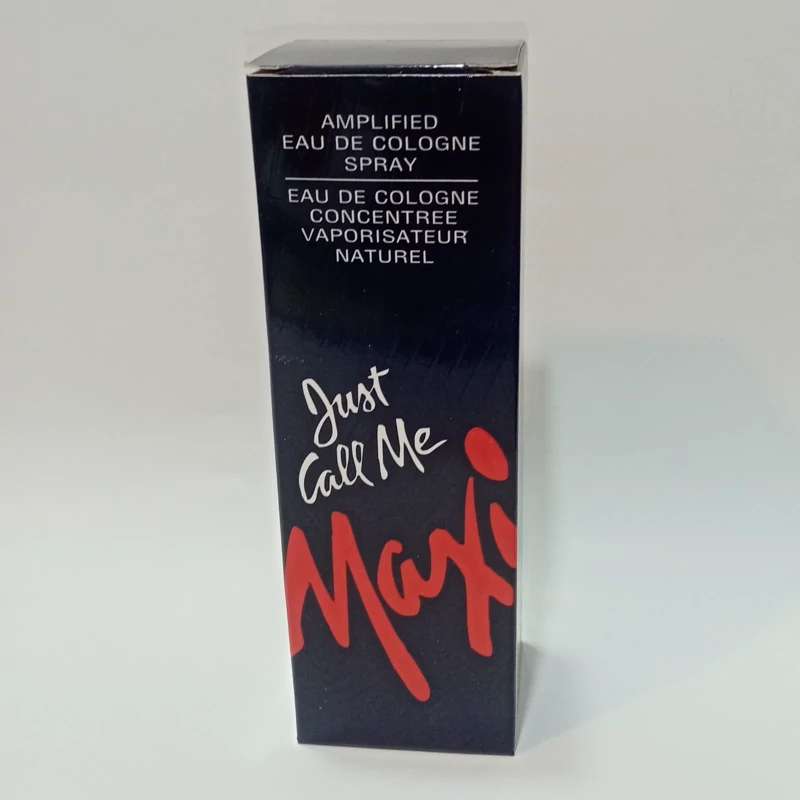 AMPLIFIED
EAU DE COLOGNE
SPRAY
EAU DE COLOGNE
CONCENTREE
VAPORISATEUR
NATUREL
Just
Call Me
Maxi